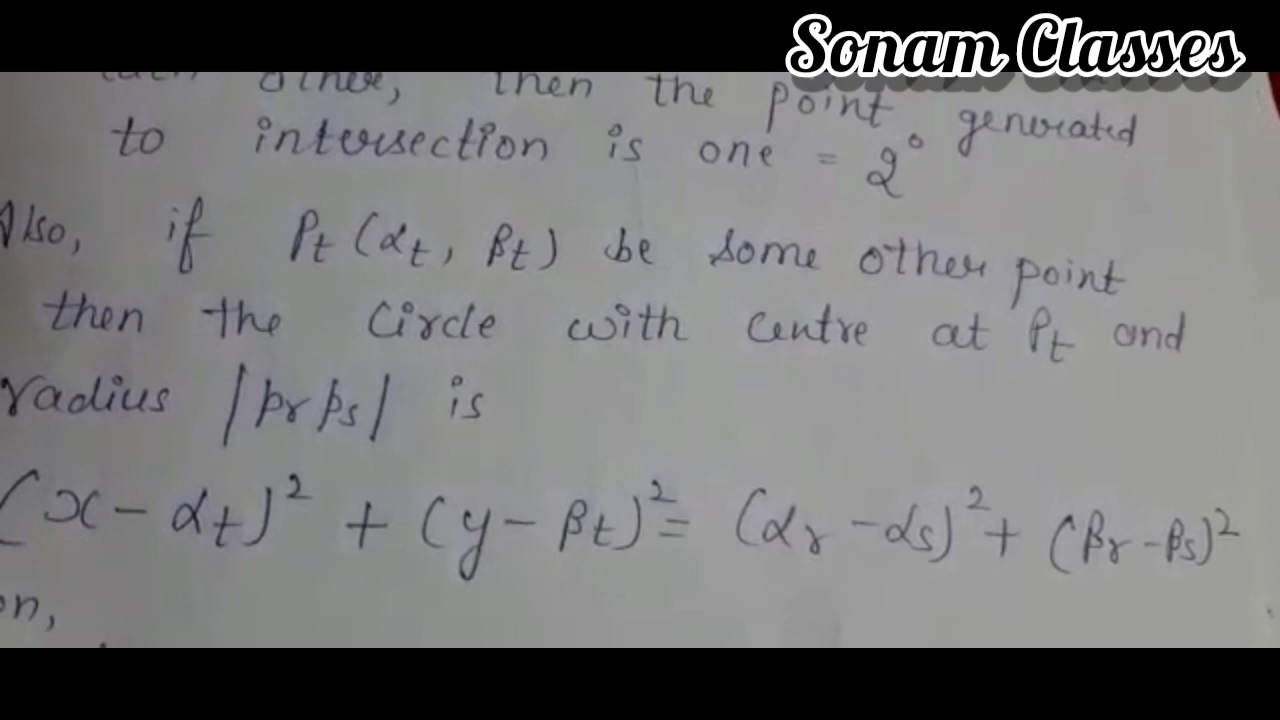 Sonam Classes
other, then the point generated
to intersection is one = 2°
Also, if Pt (αt, βt) be some other point
then the circle with centre at Pt and
radius |prps| is
(x - αt)² + (y - βt)² = (αr - αs)² + (βr - βs)²
on,